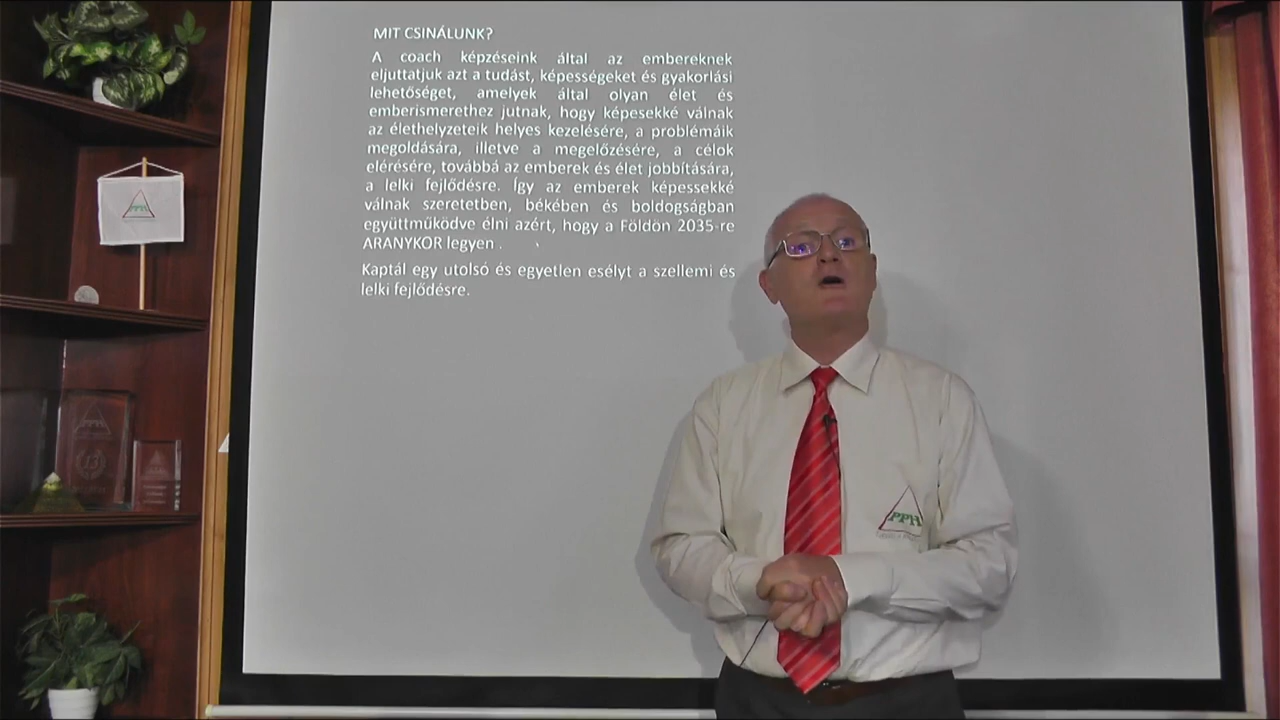 MIT CSINÁLUNK?
A coach képzéseink által az embereknek
eljuttatjuk azt a tudást, képességeket és gyakorlási
lehetőséget, amelyek által olyan élet és
emberismerethez jutnak, hogy képesekké válnak
az élethelyzeteik helyes kezelésére, a problémáik
megoldására, illetve a megelőzésére, a célok
elérésére, továbbá az emberek és élet jobbítására,
a lelki fejlődésre. Így az emberek képessekké
válnak szeretetben, békében és boldogságban
együttműködve élni azért, hogy a Földön 2035-re
ARANYKOR legyen .
Kaptál egy utolsó és egyetlen esélyt a szellemi és
lelki fejlődésre.
PPH